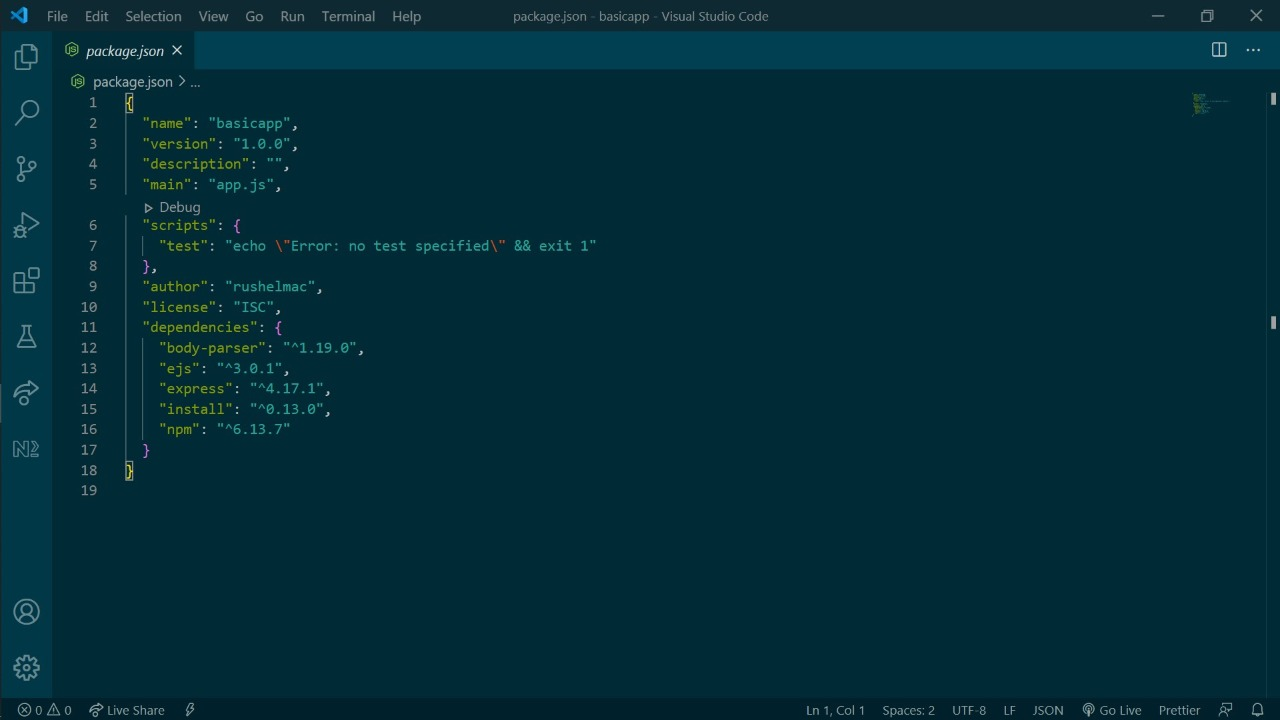 File Edit Selection View Go Run Terminal Help package.json - basicapp - Visual Studio Code
package.json
package.json > ...
1 {
2 "name": "basicapp",
3 "version": "1.0.0",
4 "description": "",
5 "main": "app.js",
Debug
6 "scripts": {
7 "test": "echo \"Error: no test specified\" && exit 1"
8 },
9 "author": "rushelmac",
10 "license": "ISC",
11 "dependencies": {
12 "body-parser": "^1.19.0",
13 "ejs": "^3.0.1",
14 "express": "^4.17.1",
15 "install": "^0.13.0",
16 "npm": "^6.13.7"
17 }
18 }
19
0 0 Live Share Ln 1, Col 1 Spaces: 2 UTF-8 LF JSON Go Live Prettier